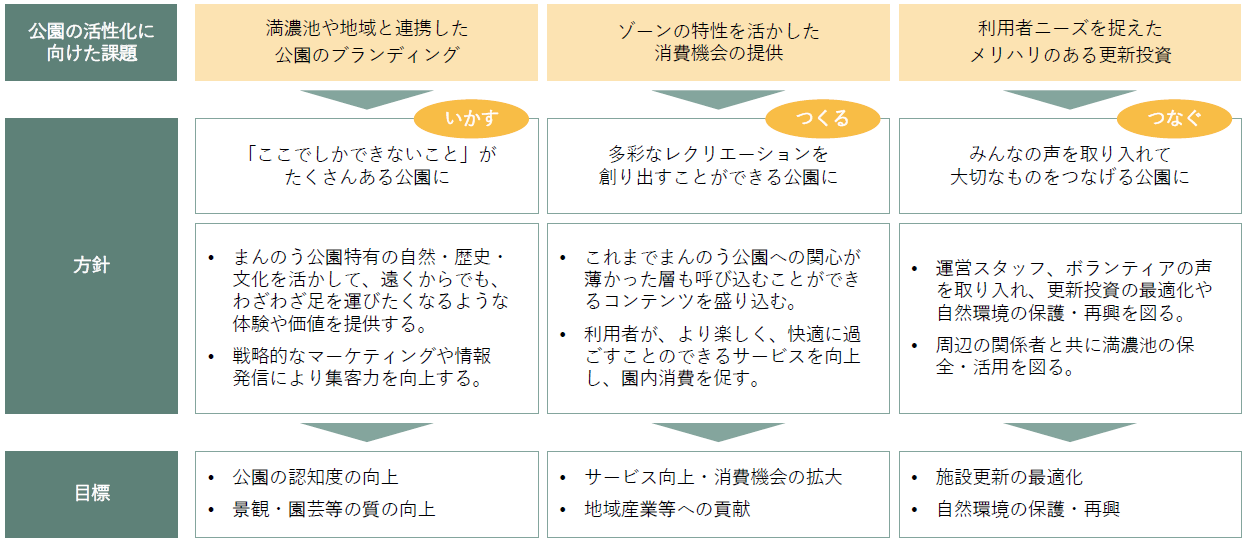 公園の活性化に
向けた課題
満濃池や地域と連携した
公園のブランディング
ゾーンの特性を活かした
消費機会の提供
利用者ニーズを捉えた
メリハリのある更新投資
方針
いかす
「ここでしかできないこと」が
たくさんある公園に
つくる
多彩なレクリエーションを
創り出すことができる公園に
つなぐ
みんなの声を取り入れて
大切なものをつなげる公園に
• まんのう公園特有の自然・歴史・
文化を活かして、遠くからでも、
わざわざ足を運びたくなるような
体験や価値を提供する。
• 戦略的なマーケティングや情報
発信により集客力を向上する。
• これまでまんのう公園への関心が
薄かった層も呼び込むことができ
るコンテンツを盛り込む。
• 利用者が、より楽しく、快適に過
ごすことのできるサービスを向上
し、園内消費を促す。
• 運営スタッフ、ボランティアの声
を取り入れ、更新投資の最適化や
自然環境の保護・再興を図る。
• 周辺の関係者と共に満濃池の保
全・活用を図る。
目標
• 公園の認知度の向上
• 景観・園芸等の質の向上
• サービス向上・消費機会の拡大
• 地域産業等への貢献
• 施設更新の最適化
• 自然環境の保護・再興